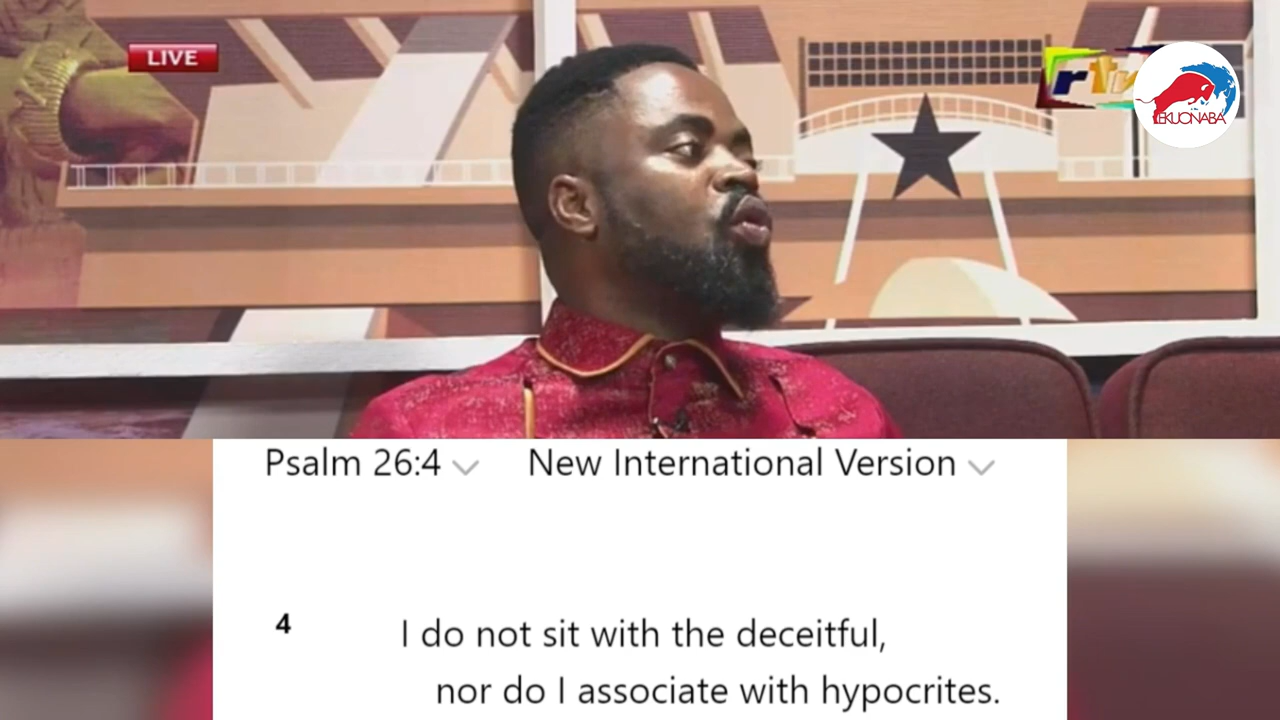 LIVE
rtv
EKUONABA
Psalm 26:4 New International Version
4 I do not sit with the deceitful,
nor do I associate with hypocrites.